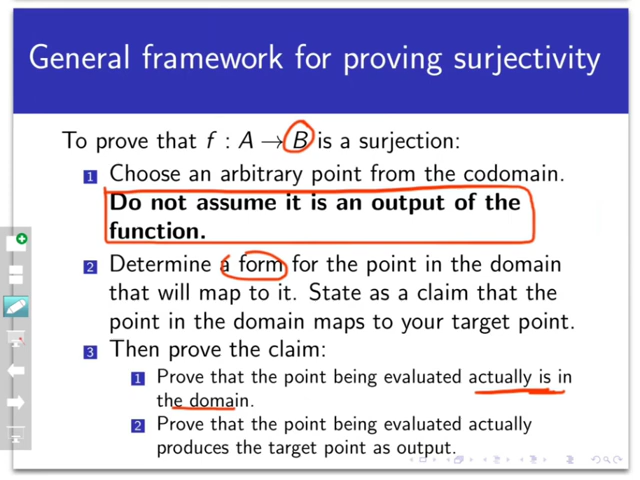 General framework for proving surjectivity
To prove that f : A → B is a surjection:
1 Choose an arbitrary point from the codomain.
Do not assume it is an output of the
function.
2 Determine a form for the point in the domain
that will map to it. State as a claim that the
point in the domain maps to your target point.
3 Then prove the claim:
1 Prove that the point being evaluated actually is in
the domain.
2 Prove that the point being evaluated actually
produces the target point as output.